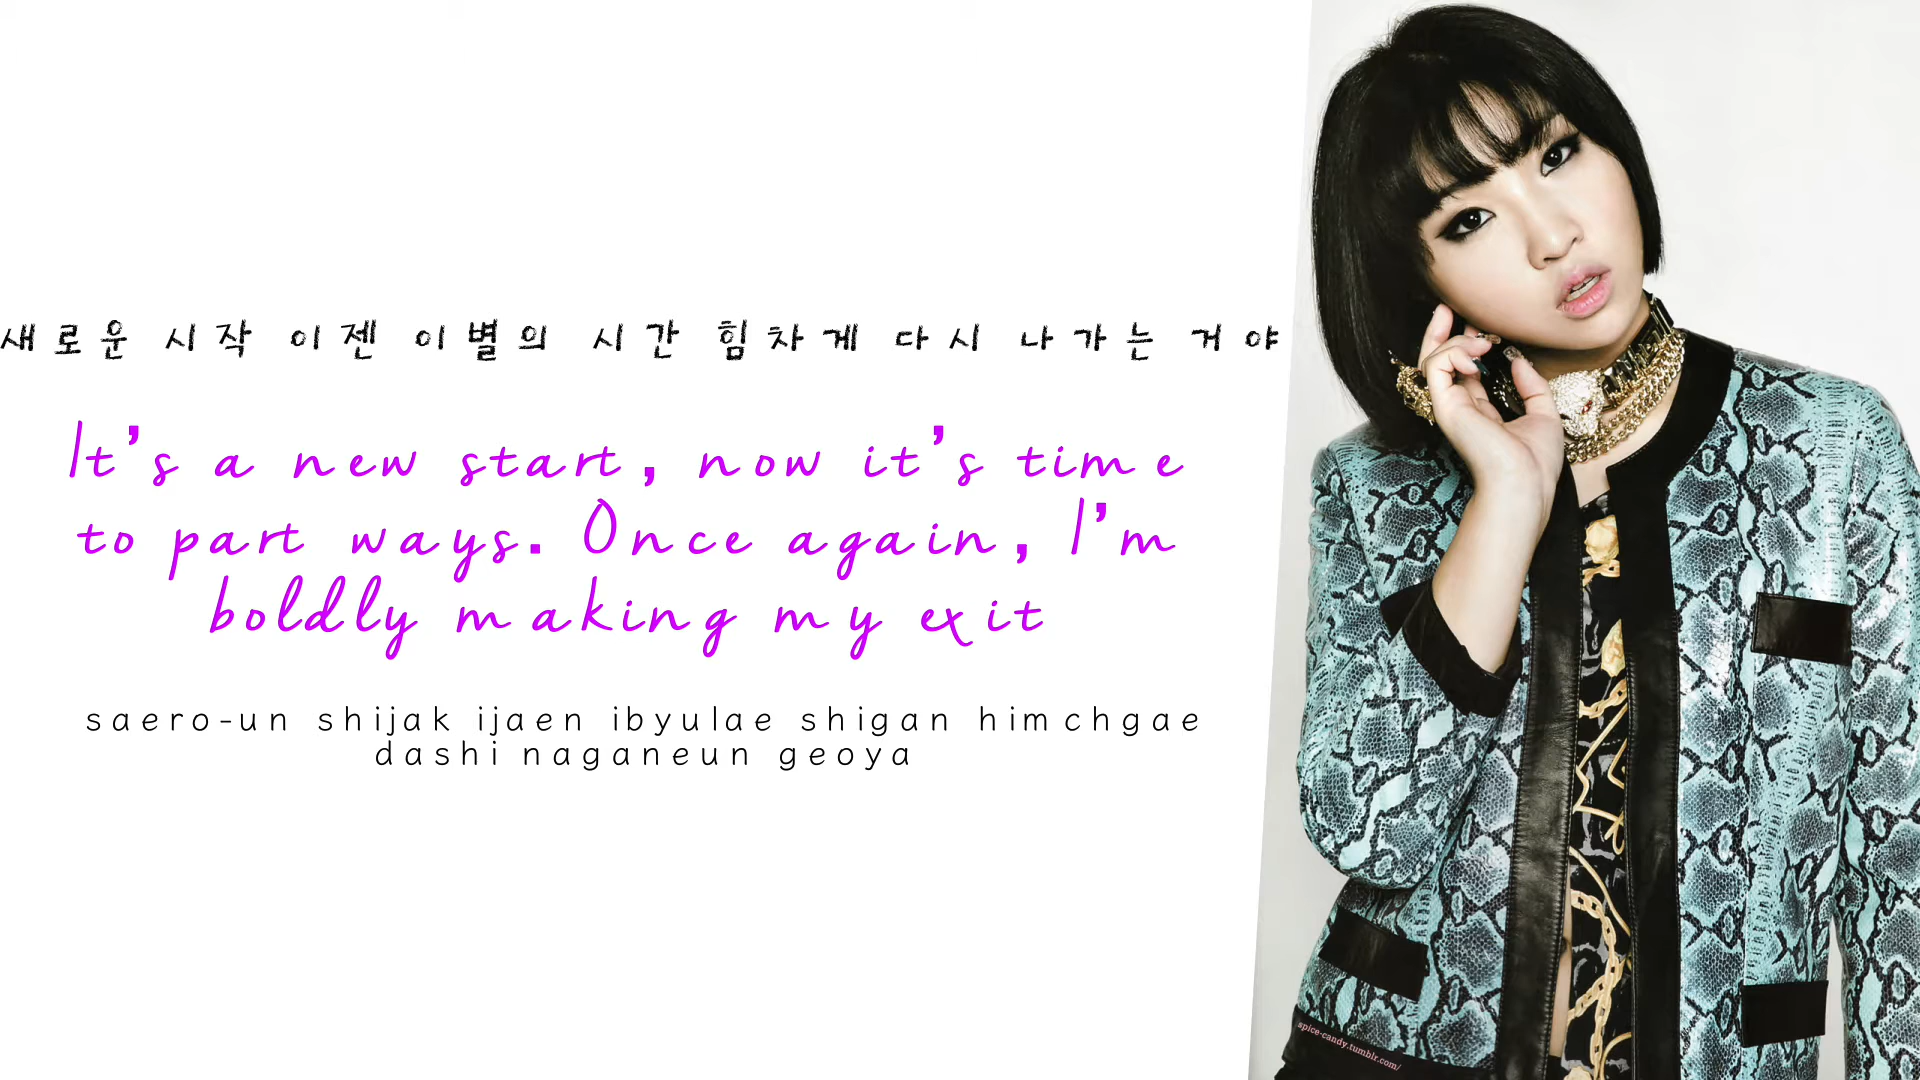 새로운 시작 이젠 이별의 시간 힘차게 다시 나가는 거야
It's a new start, now it's time
to part ways. Once again, I'm
boldly making my exit
saero-un shijak ijaen ibyulae shigan himchgae
dashi naganeun geoya
spice-candy.tumblr.com/